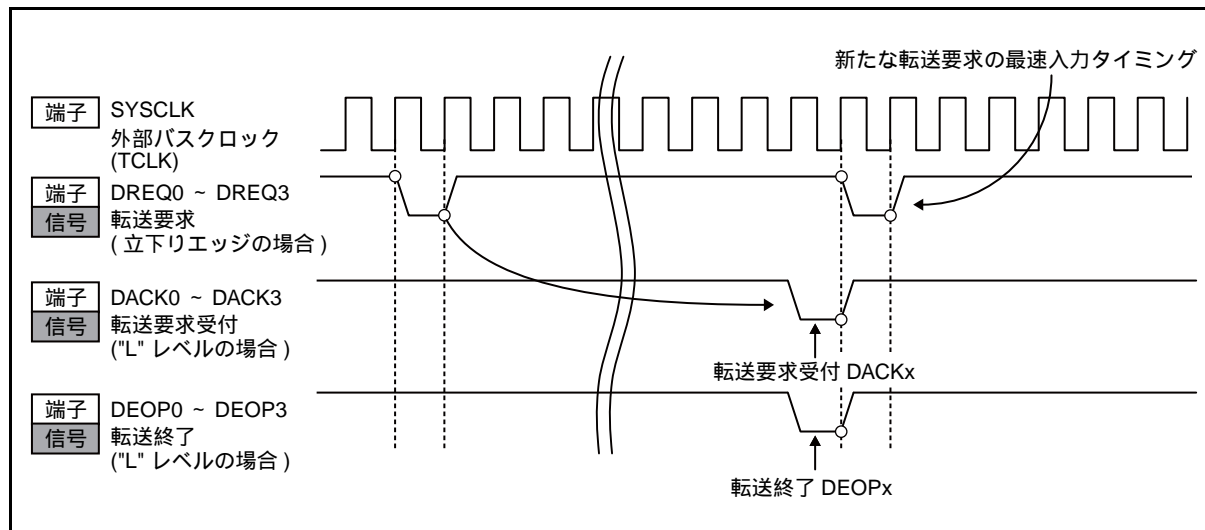 新たな転送要求の最速入力タイミング
端子 SYSCLK
外部バスクロック
(TCLK)
端子 DREQ0 ~ DREQ3
信号 転送要求
( 立下りエッジの場合 )
端子 DACK0 ~ DACK3
信号 転送要求受付
("L" レベルの場合 )
転送要求受付 DACKx
端子 DEOP0 ~ DEOP3
信号 転送終了
("L" レベルの場合 )
転送終了 DEOPx